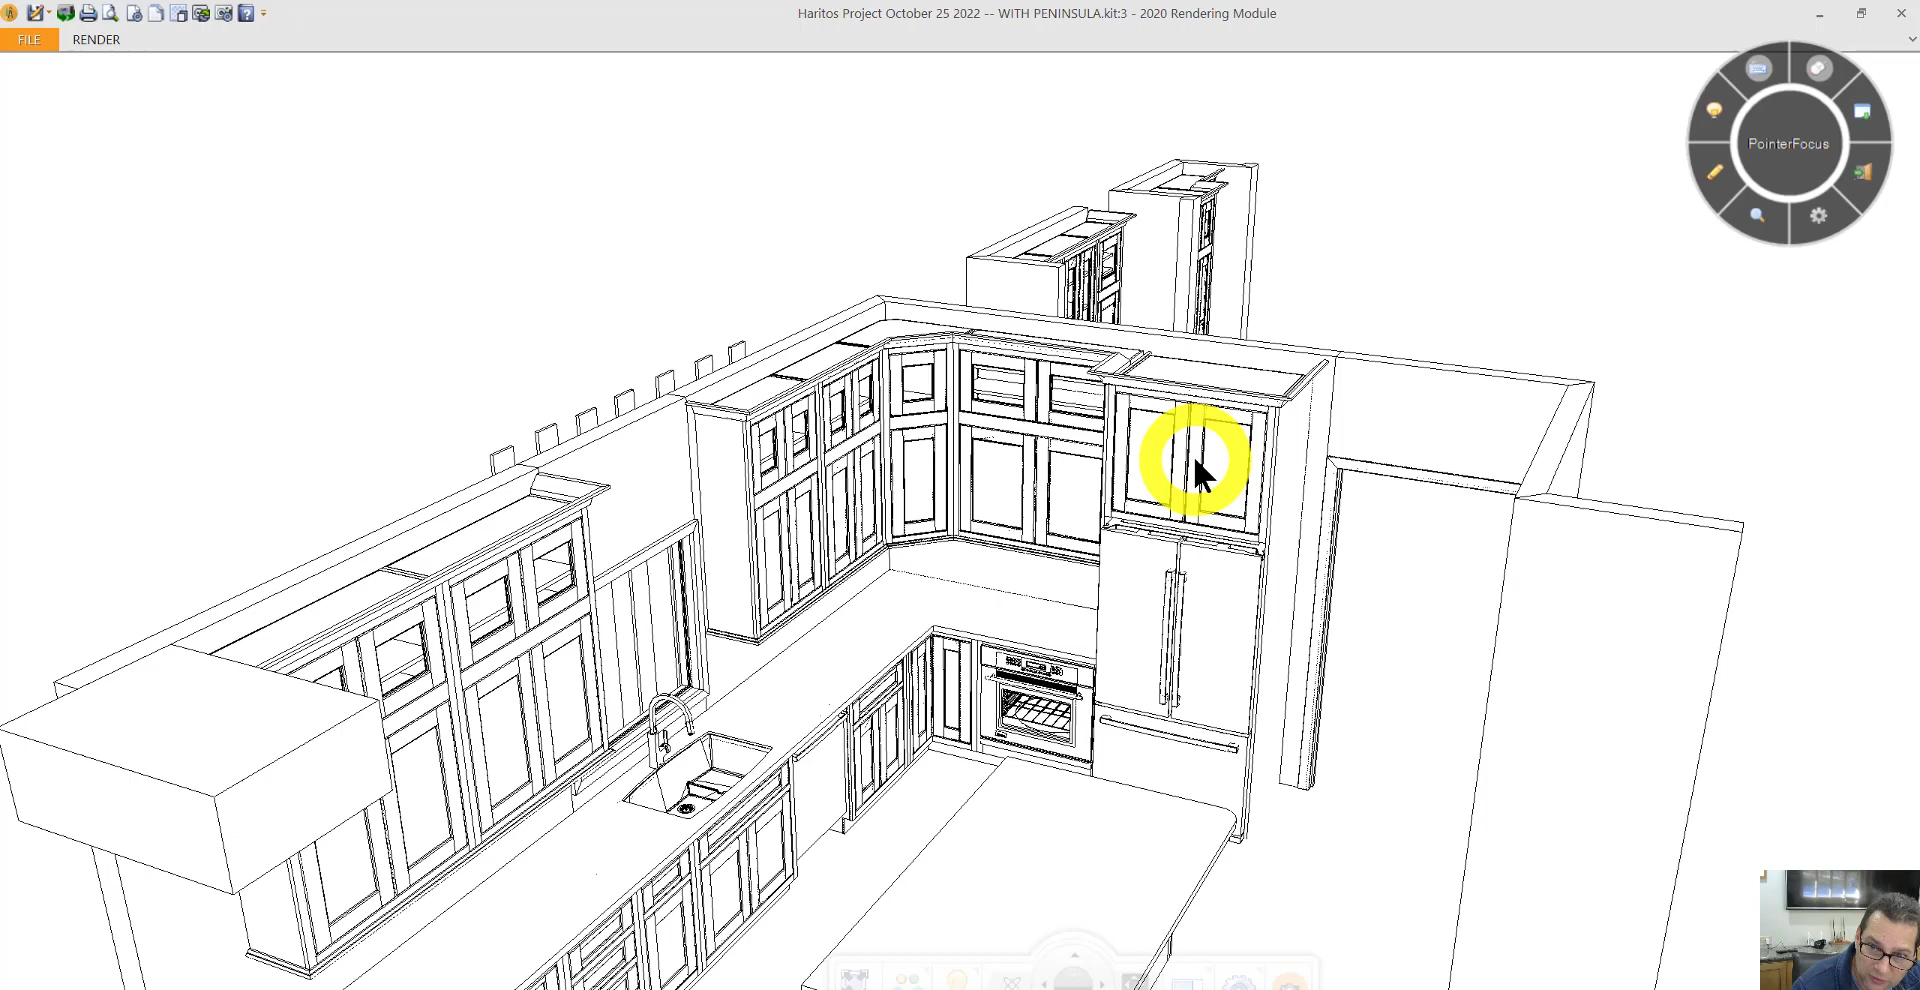 Haritos Project October 25 2022 -- WITH PENINSULA.kit:3 - 2020 Rendering Module
FILE RENDER
PointerFocus